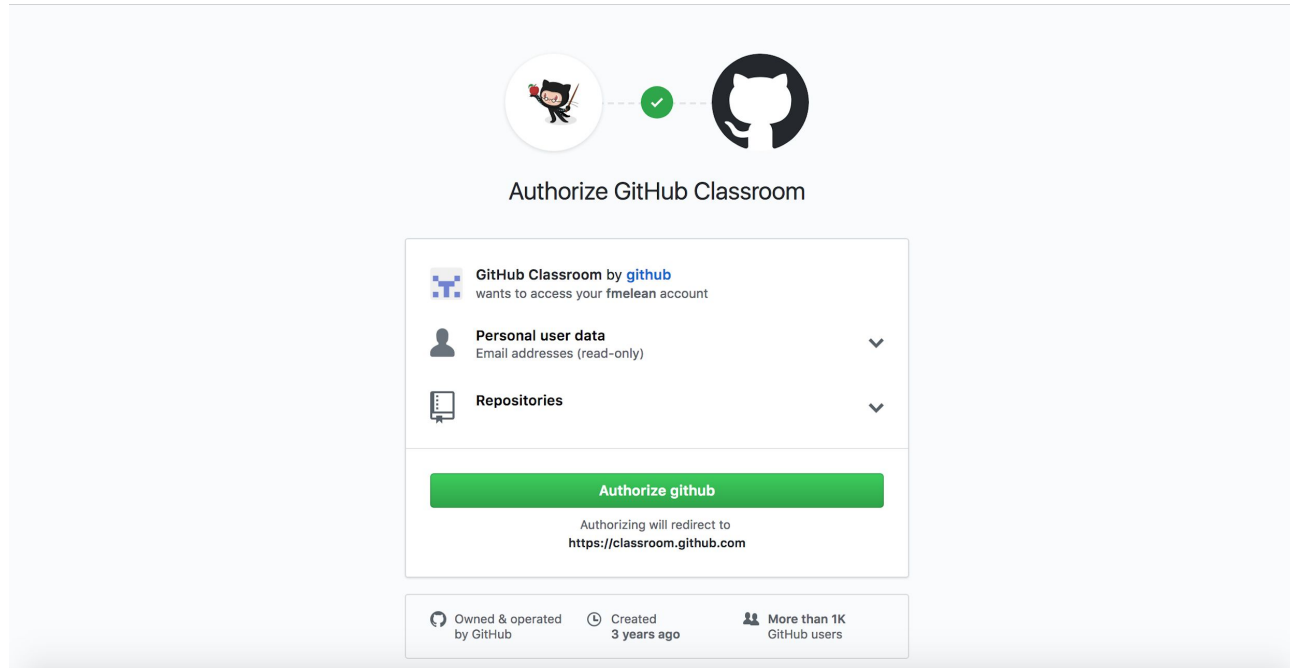 Authorize GitHub Classroom
GitHub Classroom by github
wants to access your fmelean account
Personal user data
Email addresses (read-only)
Repositories
Authorize github
Authorizing will redirect to
https://classroom.github.com
Owned & operated
by GitHub
Created
3 years ago
More than 1K
GitHub users